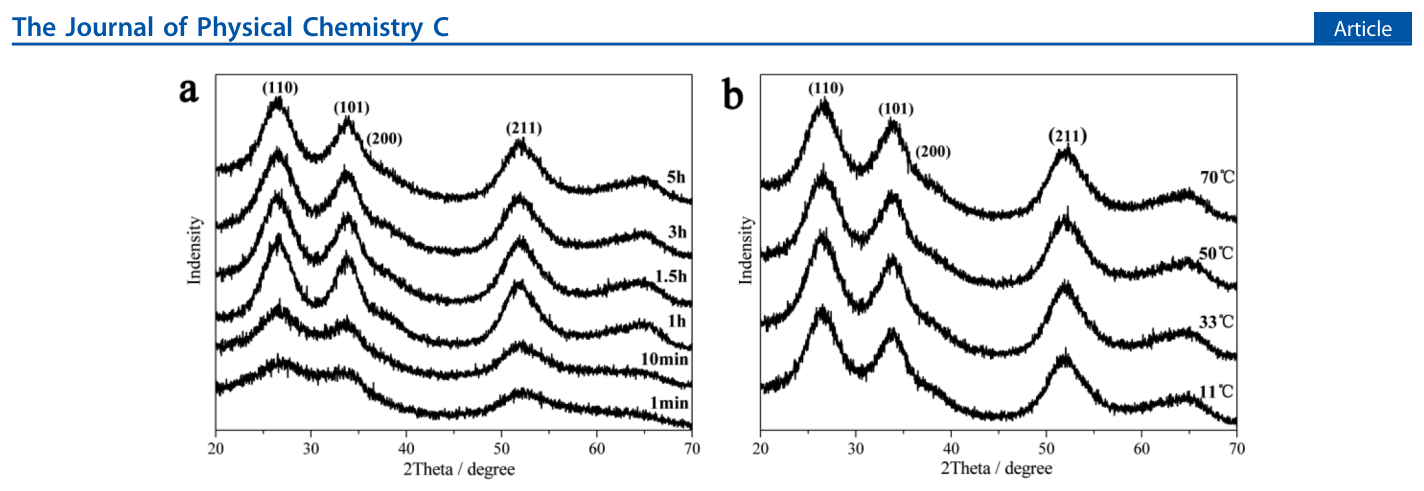 The Journal of Physical Chemistry C
Article
a
(110)
(101)
(200)
(211)
5h
3h
1.5h
1h
10min
1min
Indensity
20 30 40 50 60 70
2Theta / degree
b
(110)
(101)
(200)
(211)
70℃
50℃
33℃
11℃
Indensity
20 30 40 50 60 70
2Theta / degree